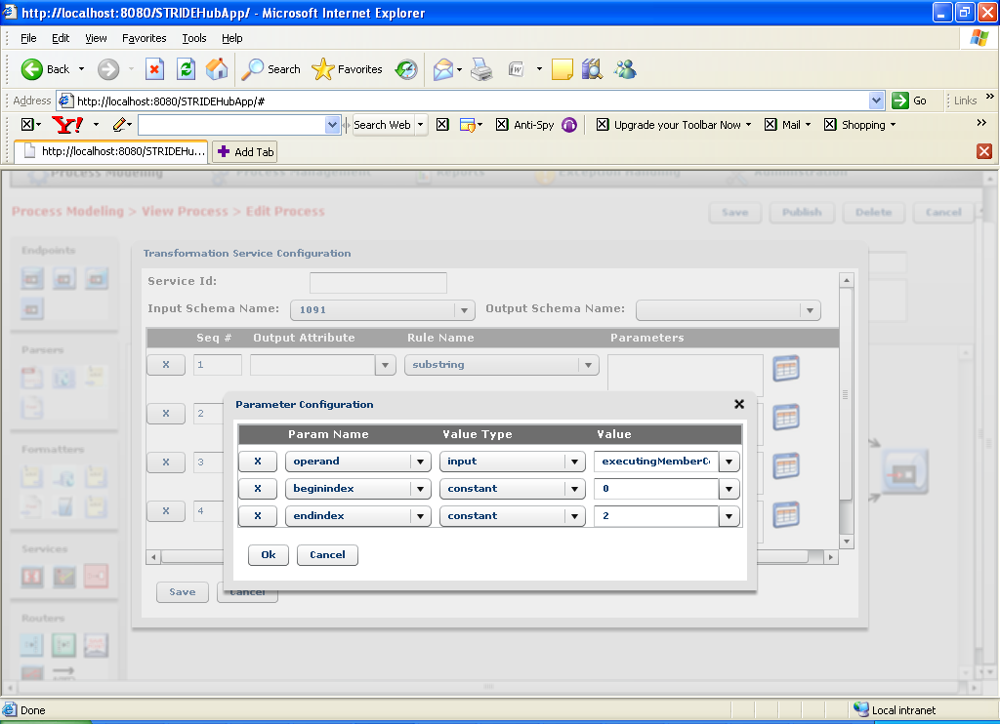 http://localhost:8080/STRIDEHubApp/ - Microsoft Internet Explorer
File Edit View Favorites Tools Help
Back Search Favorites
Address http://localhost:8080/STRIDEHubApp/# Go Links »
Y! Search Web Anti-Spy Upgrade your Toolbar Now Mail Shopping »
http://localhost:8080/STRIDEHu... Add Tab
Process Modeling Process Management Reports Exception Handling Administration
Process Modeling > View Process > Edit Process Save Publish Delete Cancel
Endpoints
Transformation Service Configuration
Service Id:
Input Schema Name: 1091 Output Schema Name:
Seq # Output Attribute Rule Name Parameters
Parsers
X 1 substring
Parameter Configuration
X 2
Param Name Value Type Value
Formatters
X 3 
X operand input executingMemberC
X beginindex constant 0
X 4
X endindex constant 2
Services
Ok Cancel
Save Cancel
Routers
Done Local intranet